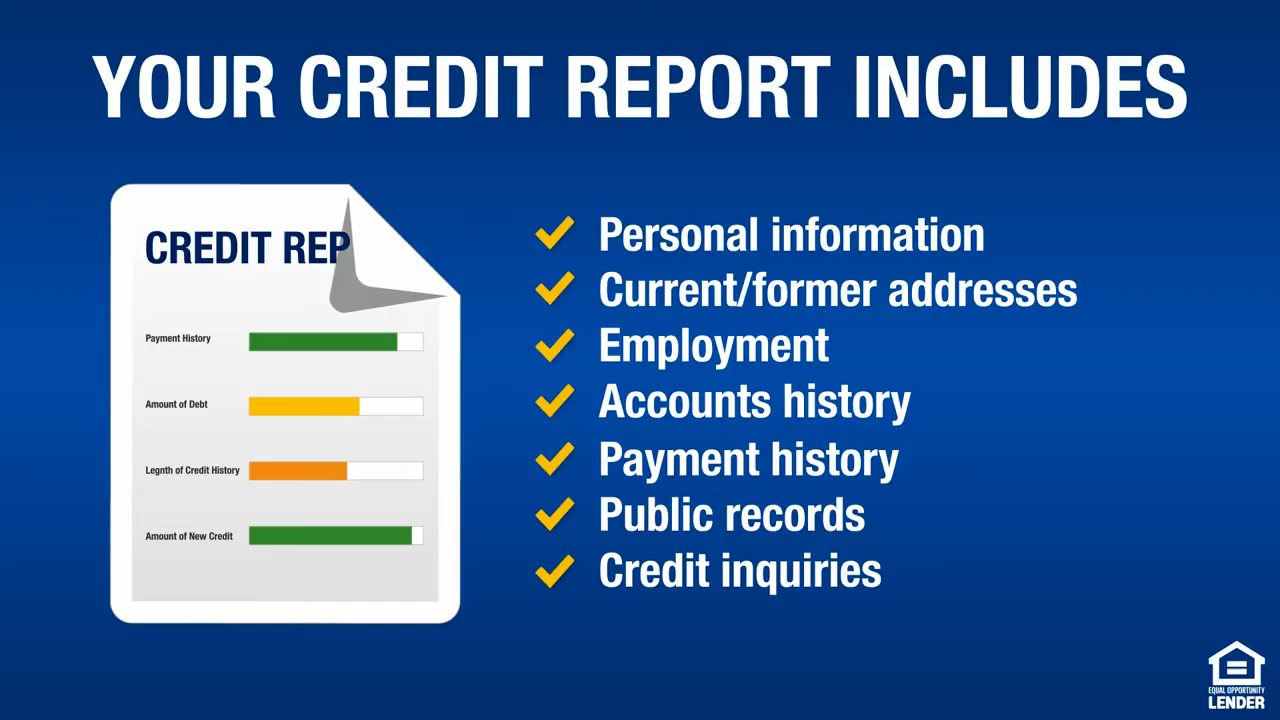 YOUR CREDIT REPORT INCLUDES
CREDIT REP
Payment History
Amount of Debt
Legnth of Credit History
Amount of New Credit
Personal information
Current/former addresses
Employment
Accounts history
Payment history
Public records
Credit inquiries
EQUAL OPPORTUNITY
LENDER